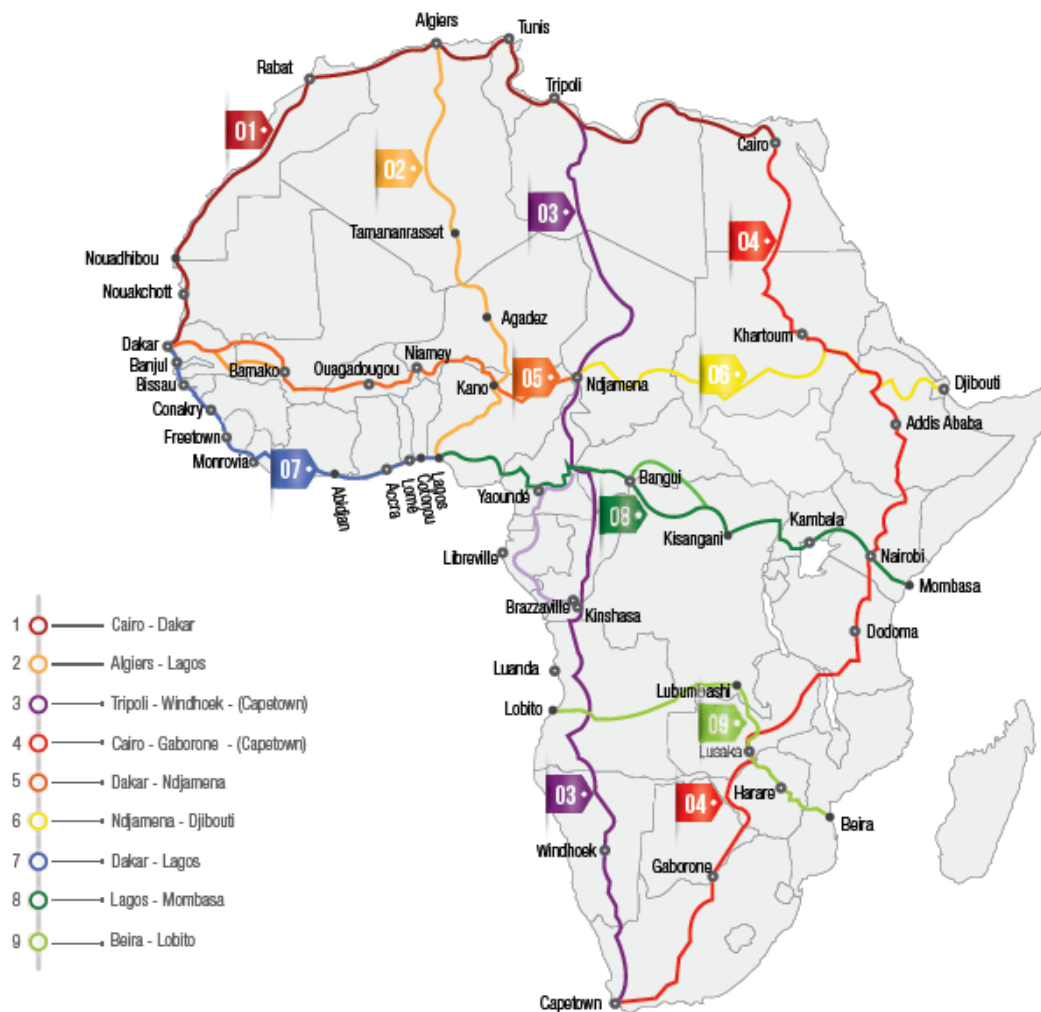 Algiers
Tunis
Rabat
Tripoli
01
Cairo
02
03
04
Tamananrasset
Nouadhibou
Nouakchott
Agadez
Khartoum
Dakar
Niamey
Banjul
Bamako
Ouagadougou
Kano
05
Ndjamena
06
Djibouti
Bissau
Conakry
Addis Ababa
Freetown
Monrovia
07
Abidjan
Accra
Lomé
Cotonou
Lagos
Yaoundé
Bangui
08
Kisangani
Kambala
Libreville
Nairobi
Mombasa
Brazzaville
Kinshasa
Dodoma
Luanda
Lubumbashi
Lobito
09
Lusaka
03
04
Harare
Beira
Windhoek
Gaborone
Capetown
1 Cairo - Dakar
2 Algiers - Lagos
3 Tripoli - Windhoek - (Capetown)
4 Cairo - Gaborone - (Capetown)
5 Dakar - Ndjamena
6 Ndjamena - Djibouti
7 Dakar - Lagos
8 Lagos - Mombasa
9 Beira - Lobito